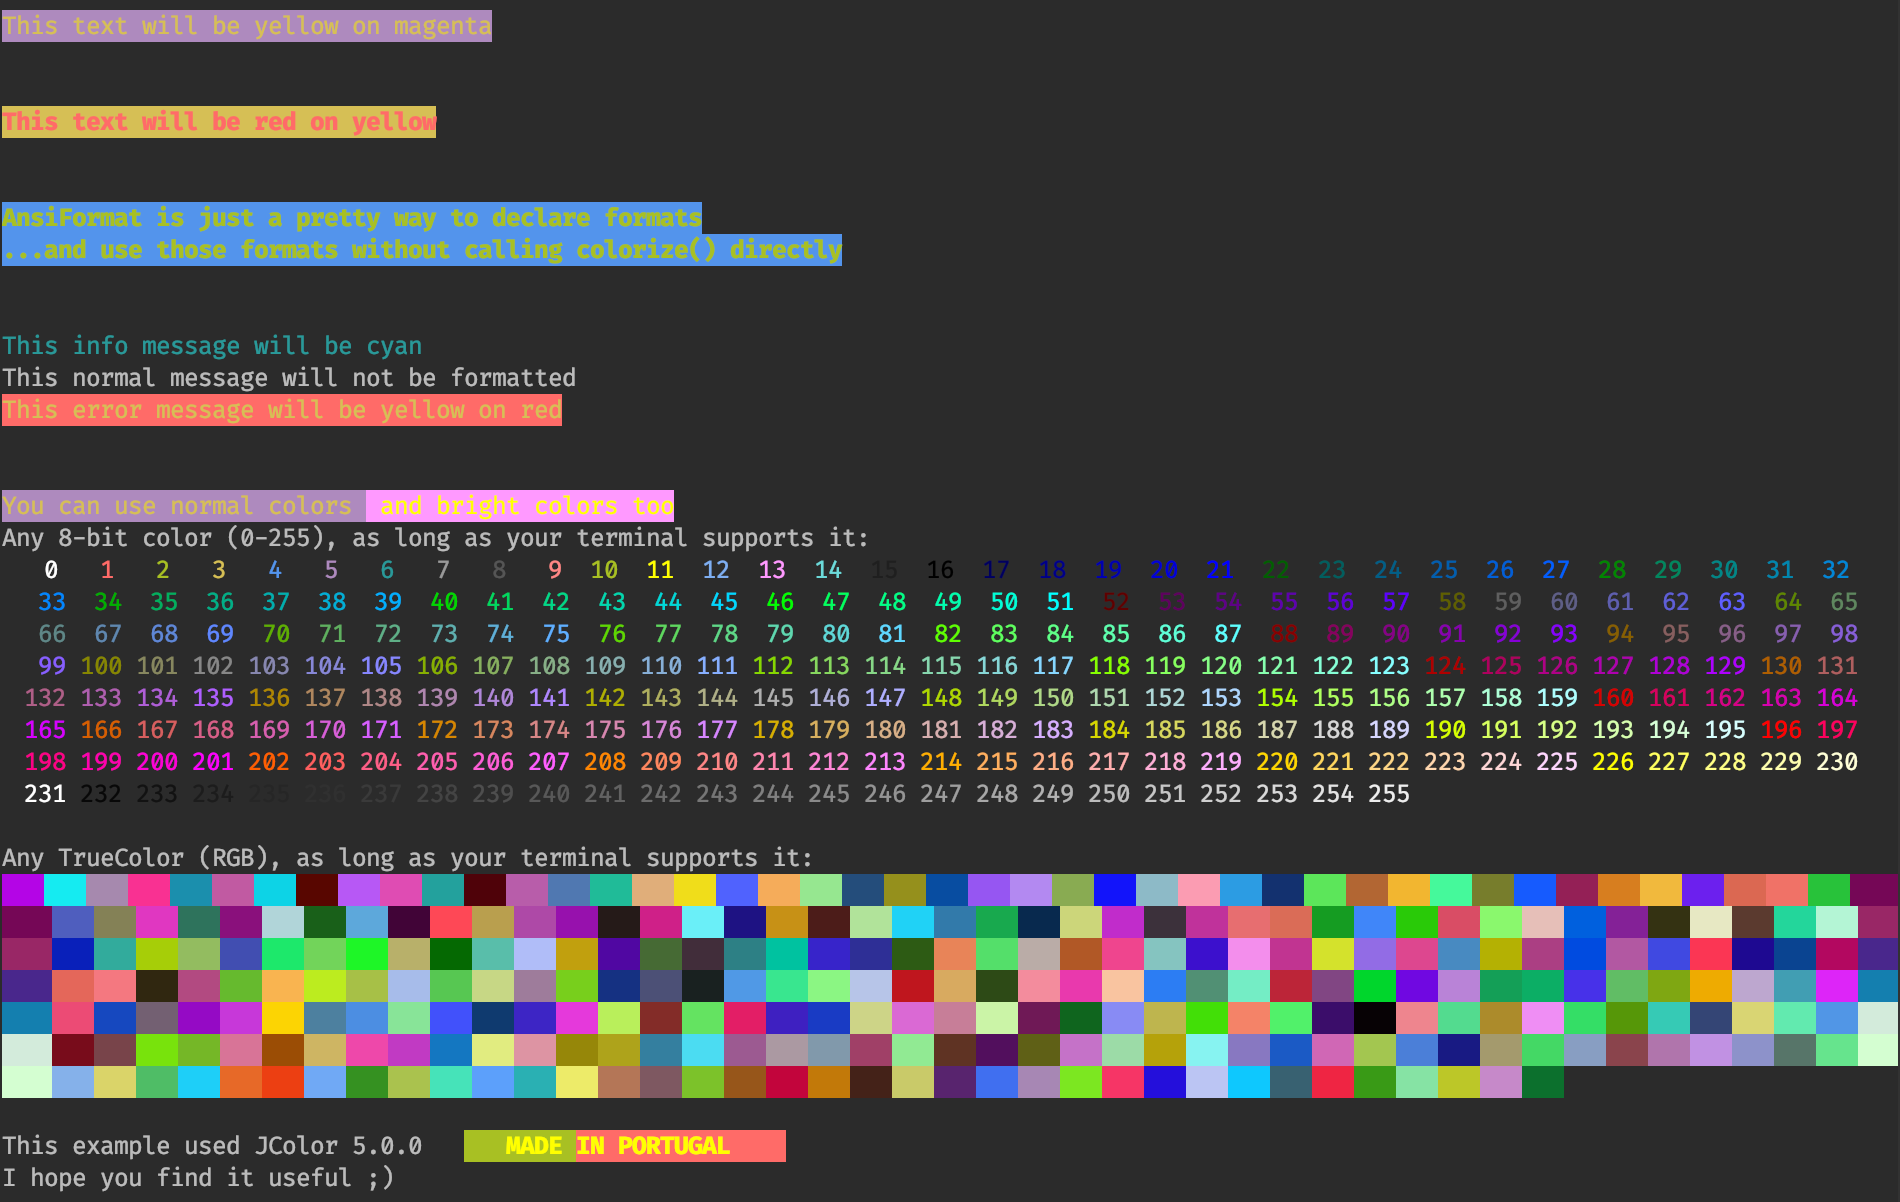 This text will be yellow on magenta
This text will be red on yellow
AnsiFormat is just a pretty way to declare formats
...and use those formats without calling colorize() directly
This info message will be cyan
This normal message will not be formatted
This error message will be yellow on red
You can use normal colors and bright colors too
Any 8-bit color (0-255), as long as your terminal supports it:
0 1 2 3 4 5 6 7 8 9 10 11 12 13 14 15 16 17 18 19 20 21 22 23 24 25 26 27 28 29 30 31 32
33 34 35 36 37 38 39 40 41 42 43 44 45 46 47 48 49 50 51 52 53 54 55 56 57 58 59 60 61 62 63 64 65
66 67 68 69 70 71 72 73 74 75 76 77 78 79 80 81 82 83 84 85 86 87 88 89 90 91 92 93 94 95 96 97 98
99 100 101 102 103 104 105 106 107 108 109 110 111 112 113 114 115 116 117 118 119 120 121 122 123 124 125 126 127 128 129 130 131
132 133 134 135 136 137 138 139 140 141 142 143 144 145 146 147 148 149 150 151 152 153 154 155 156 157 158 159 160 161 162 163 164
165 166 167 168 169 170 171 172 173 174 175 176 177 178 179 180 181 182 183 184 185 186 187 188 189 190 191 192 193 194 195 196 197
198 199 200 201 202 203 204 205 206 207 208 209 210 211 212 213 214 215 216 217 218 219 220 221 222 223 224 225 226 227 228 229 230
231 232 233 234 235 236 237 238 239 240 241 242 243 244 245 246 247 248 249 250 251 252 253 254 255
Any TrueColor (RGB), as long as your terminal supports it:
This example used JColor 5.0.0 MADE IN PORTUGAL
I hope you find it useful ;)